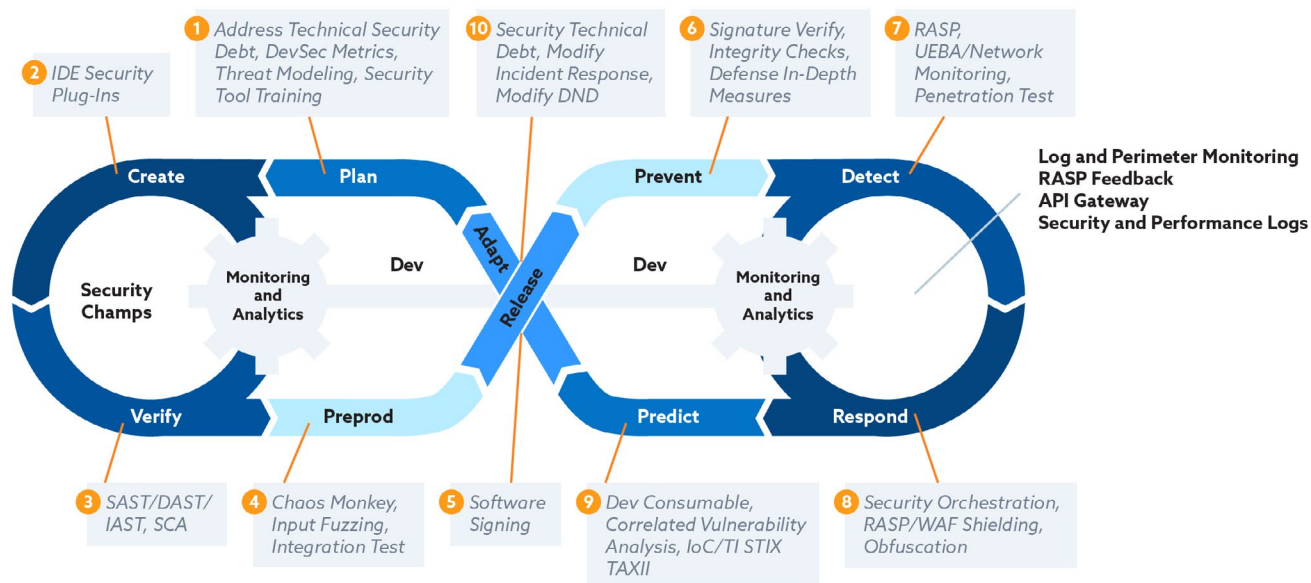 1 Address Technical Security
Debt, DevSec Metrics,
Threat Modeling, Security
Tool Training
10 Security Technical
Debt, Modify
Incident Response,
Modify DND
6 Signature Verify,
Integrity Checks,
Defense In-Depth
Measures
7 RASP,
UEBA/Network
Monitoring,
Penetration Test
2 IDE Security
Plug-Ins
Log and Perimeter Monitoring
RASP Feedback
API Gateway
Security and Performance Logs
Create
Plan
Prevent
Detect
Adapt
Release
Dev
Dev
Security
Champs
Monitoring
and
Analytics
Monitoring
and
Analytics
Verify
Preprod
Predict
Respond
3 SAST/DAST/
IAST, SCA
4 Chaos Monkey,
Input Fuzzing,
Integration Test
5 Software
Signing
9 Dev Consumable,
Correlated Vulnerability
Analysis, IoC/TI STIX
TAXII
8 Security Orchestration,
RASP/WAF Shielding,
Obfuscation